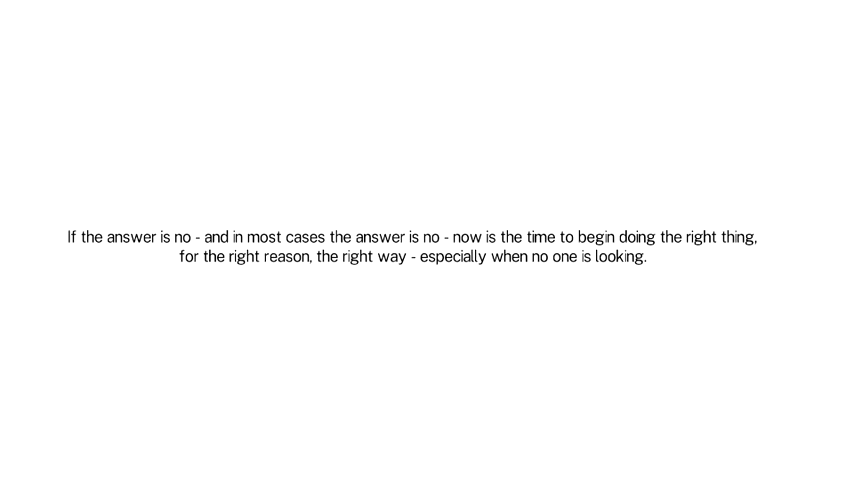 If the answer is no - and in most cases the answer is no - now is the time to begin doing the right thing,
for the right reason, the right way - especially when no one is looking.